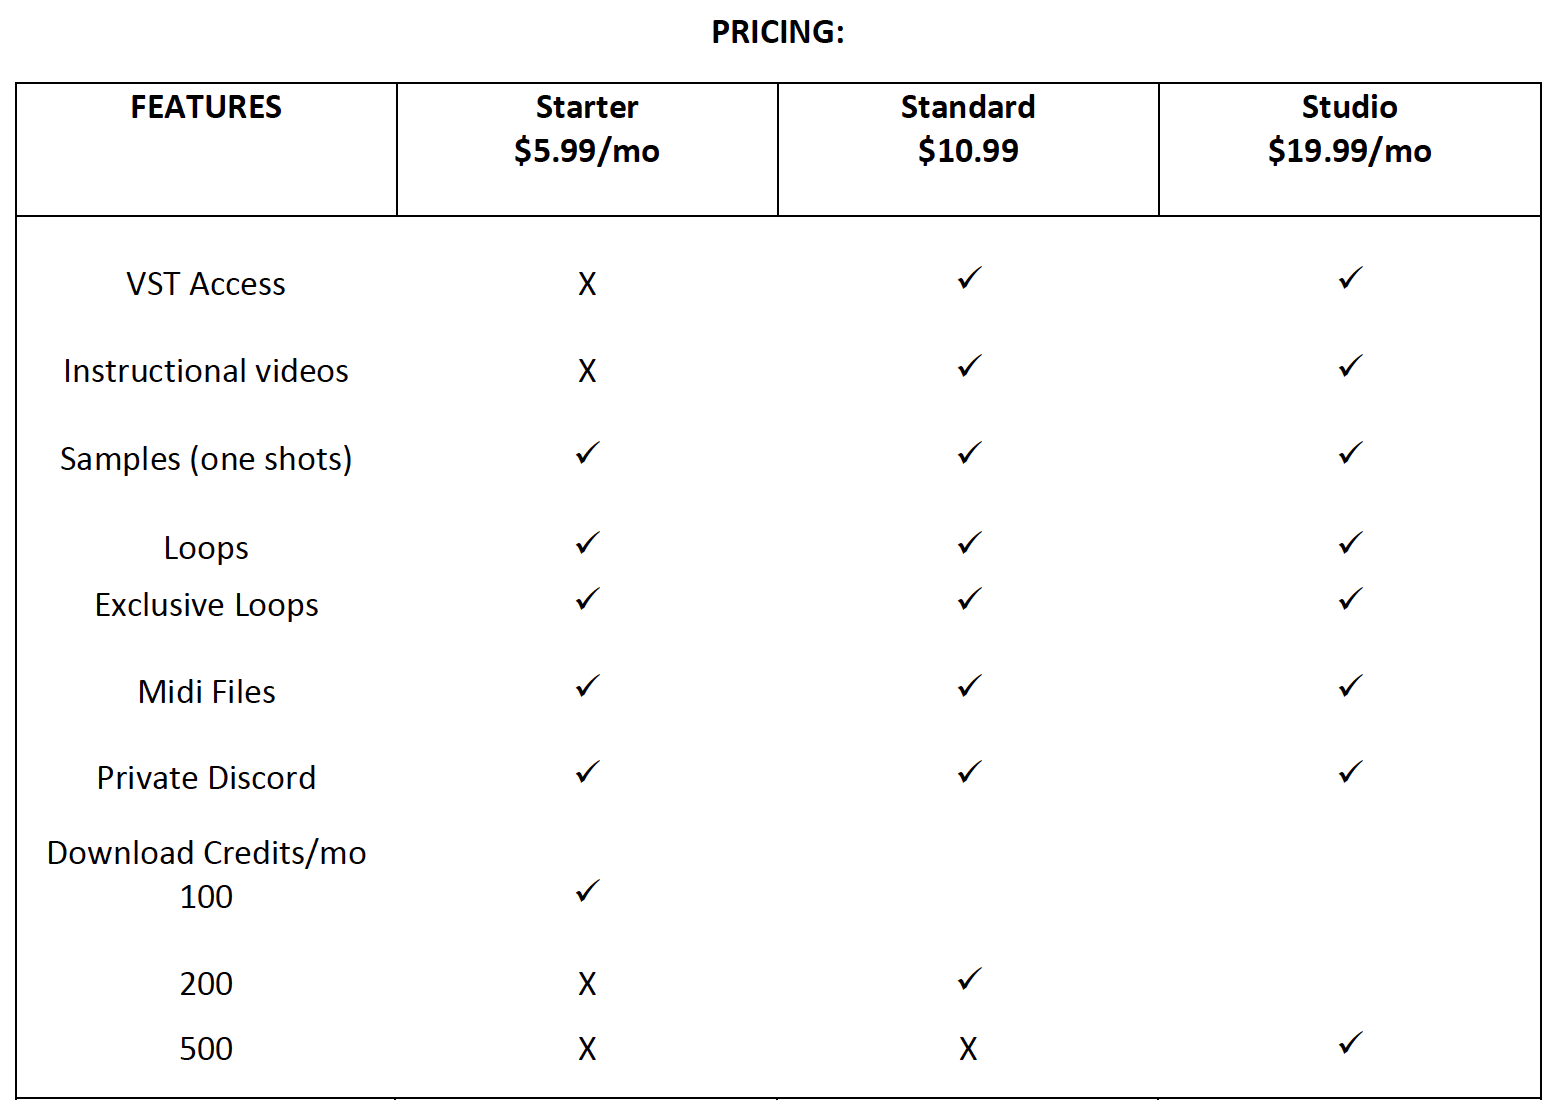 PRICING:
FEATURES Starter Standard Studio
$5.99/mo $10.99 $19.99/mo
VST Access X ✓ ✓
Instructional videos X ✓ ✓
Samples (one shots) ✓ ✓ ✓
Loops ✓ ✓ ✓
Exclusive Loops ✓ ✓ ✓
Midi Files ✓ ✓ ✓
Private Discord ✓ ✓ ✓
Download Credits/mo
100 ✓
200 X ✓
500 X X ✓